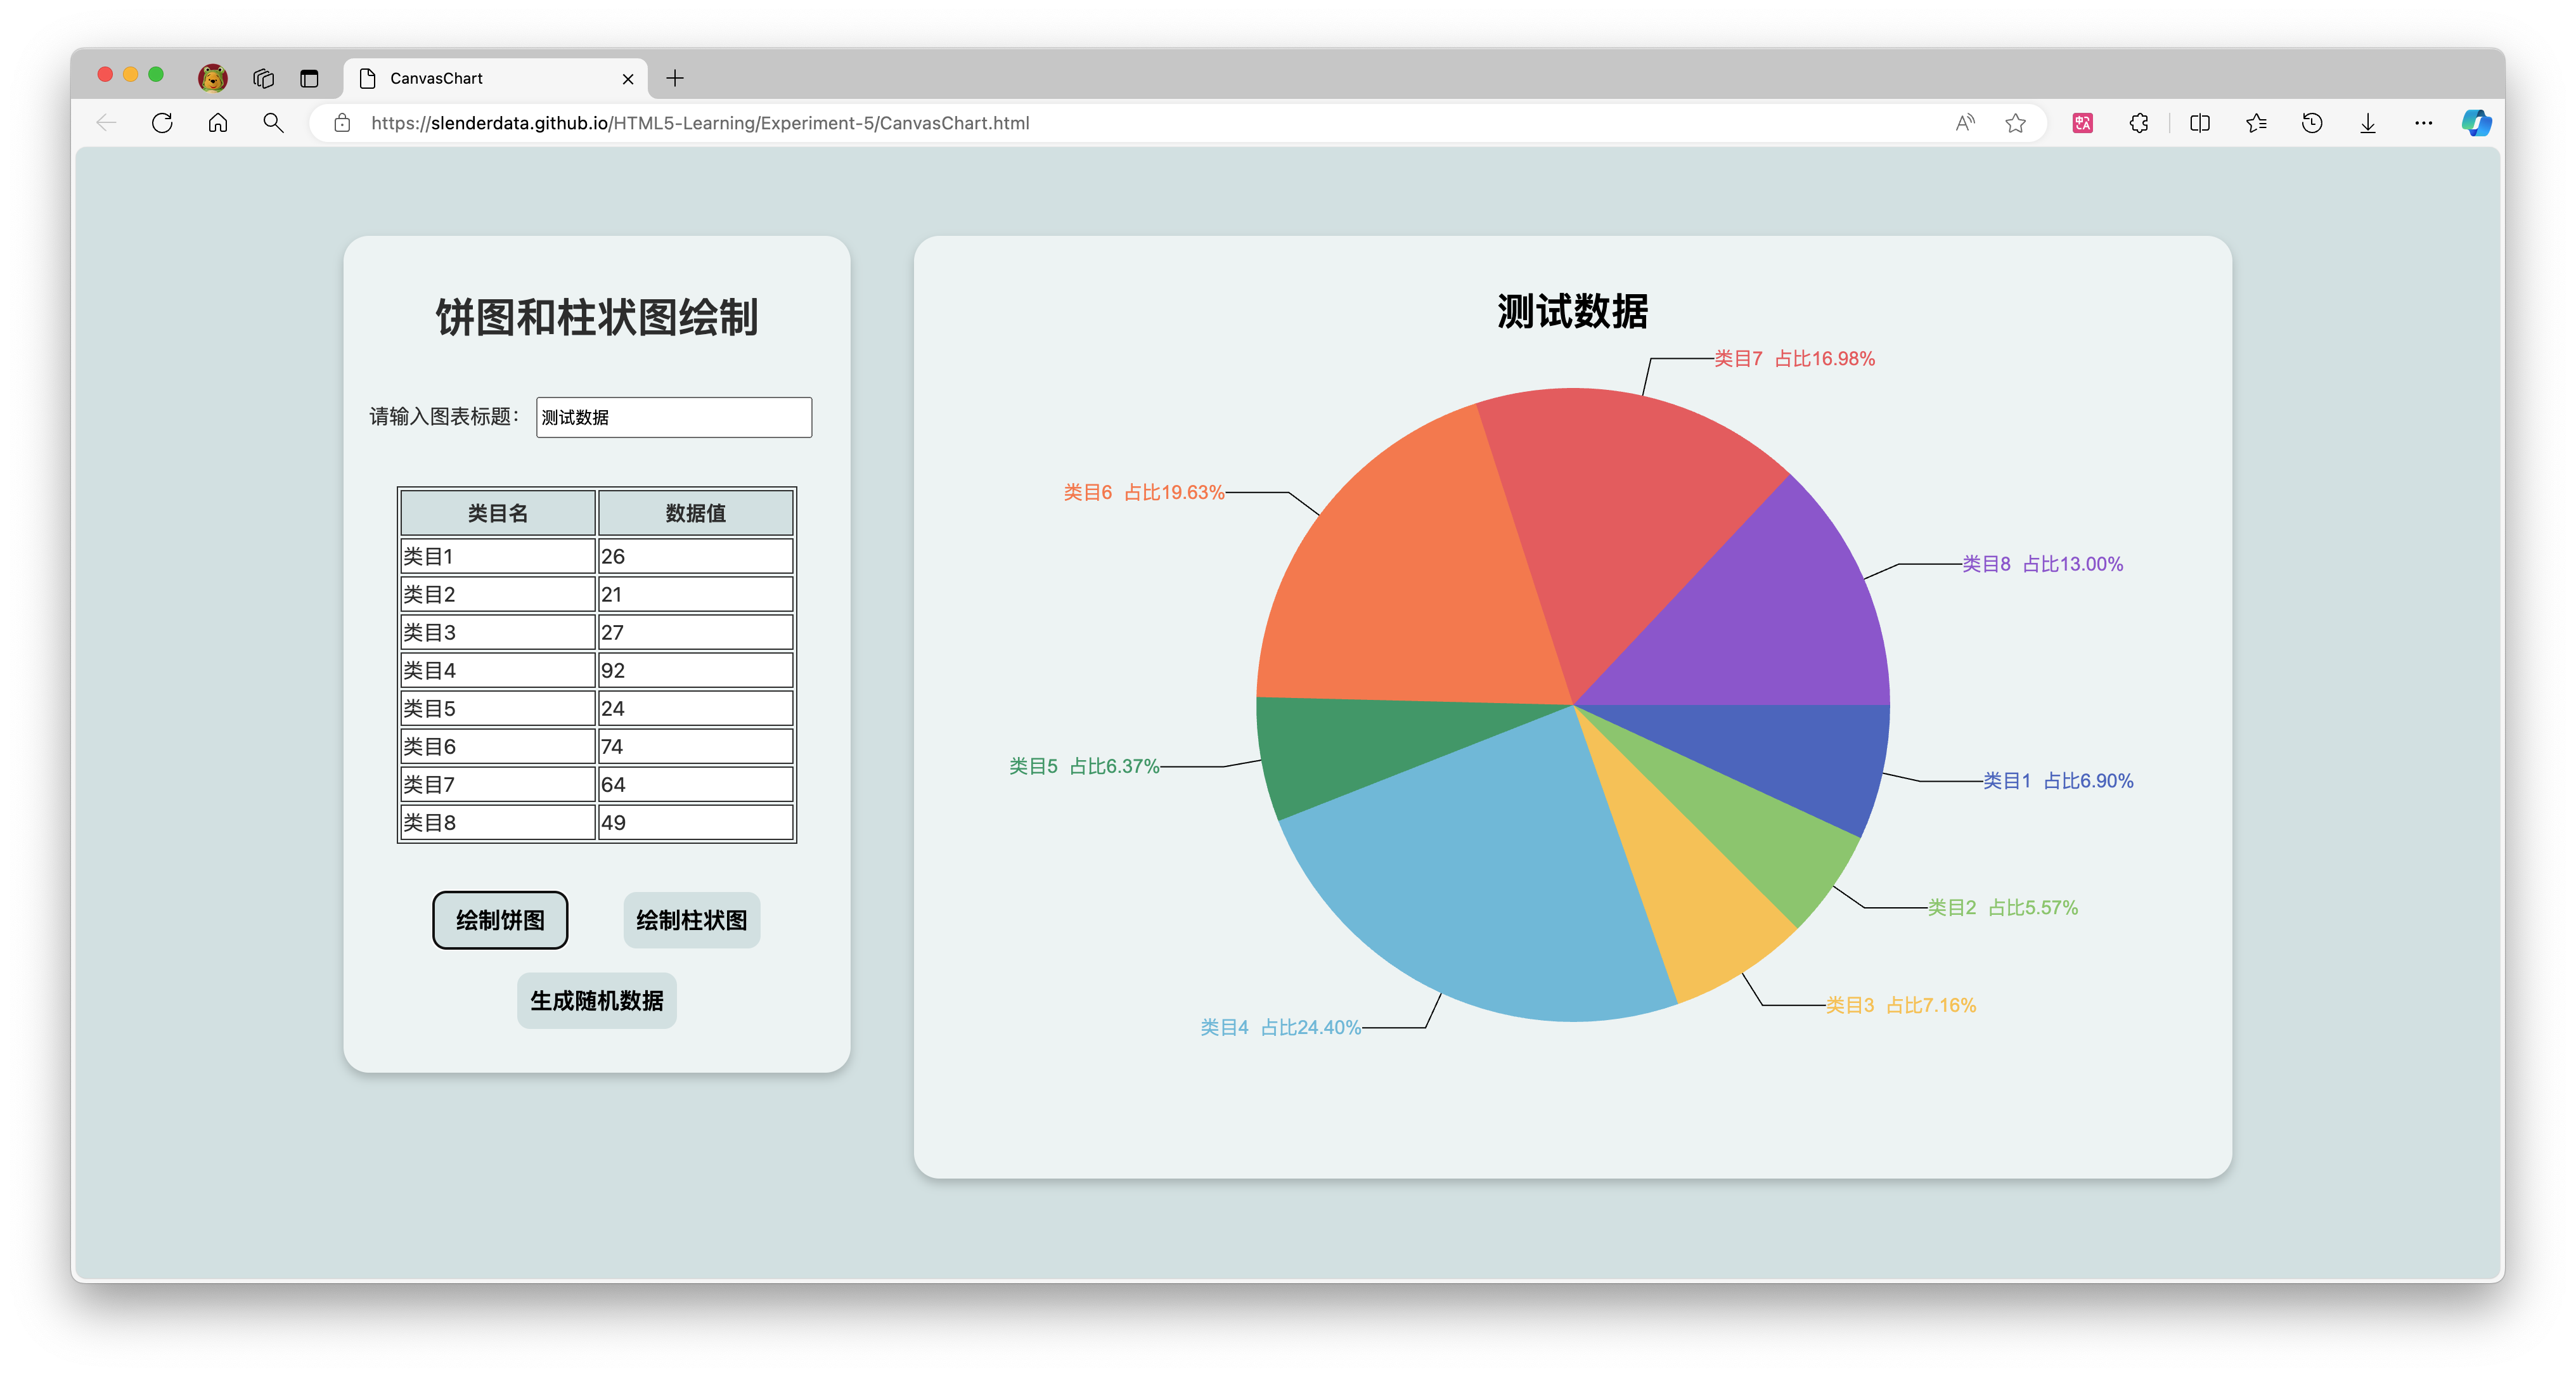 CanvasChart
https://slenderdata.github.io/HTML5-Learning/Experiment-5/CanvasChart.html
饼图和柱状图绘制
请输入图表标题： 测试数据
类目名 数据值
类目1 26
类目2 21
类目3 27
类目4 92
类目5 24
类目6 74
类目7 64
类目8 49
绘制饼图 绘制柱状图
生成随机数据
测试数据
类目7 占比16.98%
类目6 占比19.63%
类目8 占比13.00%
类目5 占比6.37%
类目1 占比6.90%
类目2 占比5.57%
类目3 占比7.16%
类目4 占比24.40%